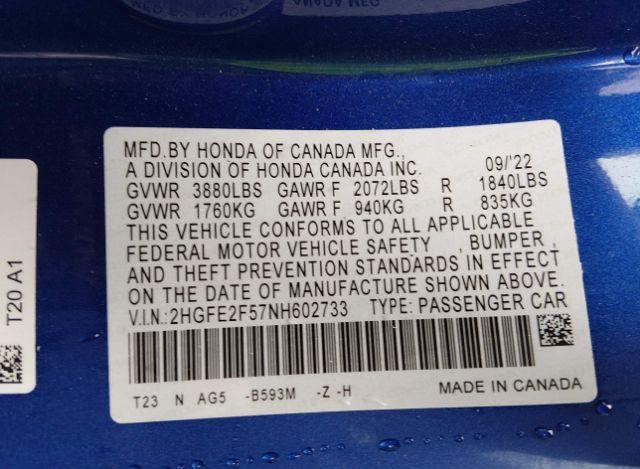 MFD.BY HONDA OF CANADA MFG.,
A DIVISION OF HONDA CANADA INC. 09/'22
GVWR 3880LBS GAWR F 2072LBS R 1840LBS
GVWR 1760KG GAWR F 940KG R 835KG
THIS VEHICLE CONFORMS TO ALL APPLICABLE
FEDERAL MOTOR VEHICLE SAFETY , BUMPER ,
AND THEFT PREVENTION STANDARDS IN EFFECT
ON THE DATE OF MANUFACTURE SHOWN ABOVE.
V.I.N.:2HGFE2F57NH602733 TYPE: PASSENGER CAR
T23 N AG5 -B593M -Z -H MADE IN CANADA
T20 A1